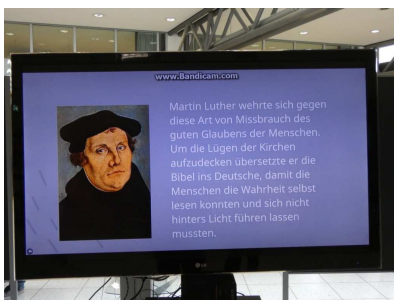 www.Bandicam.com
Martin Luther wehrte sich gegen
diese Art von Missbrauch des
guten Glaubens der Menschen.
Um die Lügen der Kirchen
aufzudecken übersetzte er die
Bibel ins Deutsche, damit die
Menschen die Wahrheit selbst
lesen konnten und sich nicht
hinters Licht führen lassen
mussten.
LG